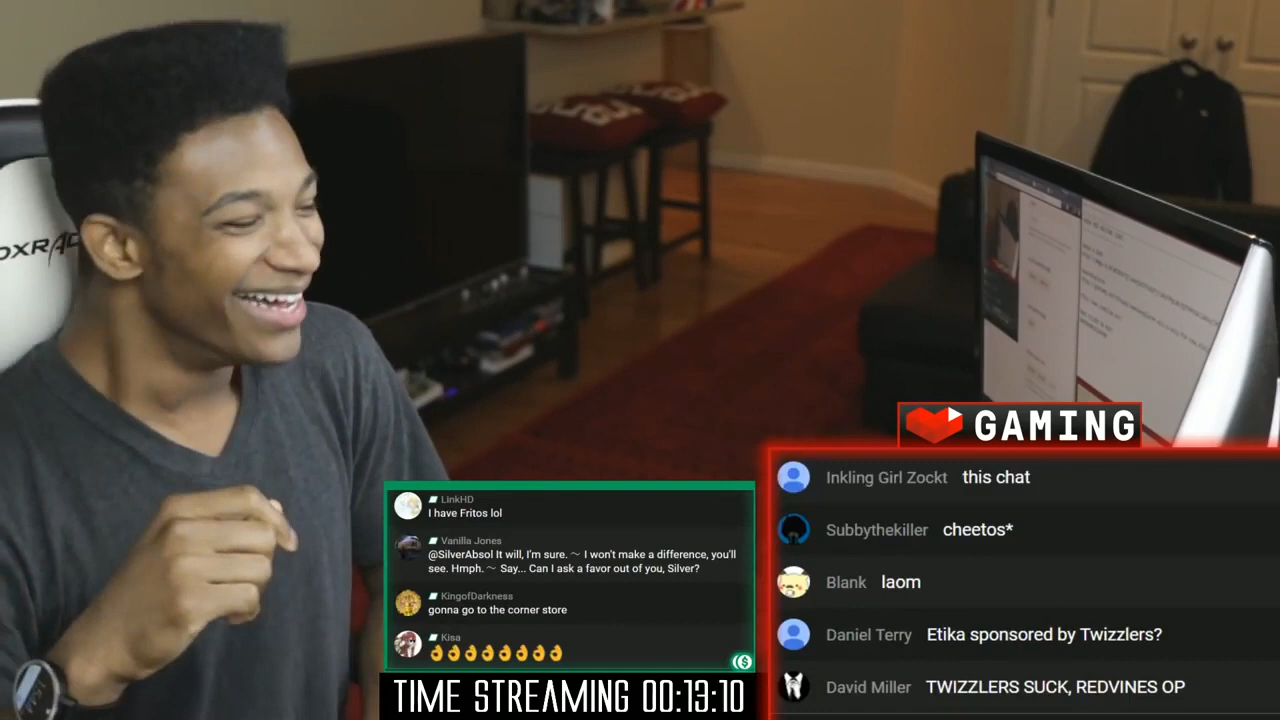 DXRAC
GAMING
Inkling Girl Zockt this chat
Subbythekiller cheetos*
Blank laom
Daniel Terry Etika sponsored by Twizzlers?
David Miller TWIZZLERS SUCK, REDVINES OP
LinkHD
I have Fritos lol
Vanilla Jones
@SilverAbsol It will, I'm sure. ～ I won't make a difference, you'll
see. Hmph. ～ Say... Can I ask a favor out of you, Silver?
KingofDarkness
gonna go to the corner store
Kisa
👌👌👌👌👌👌👌👌
TIME STREAMING 00:13:10